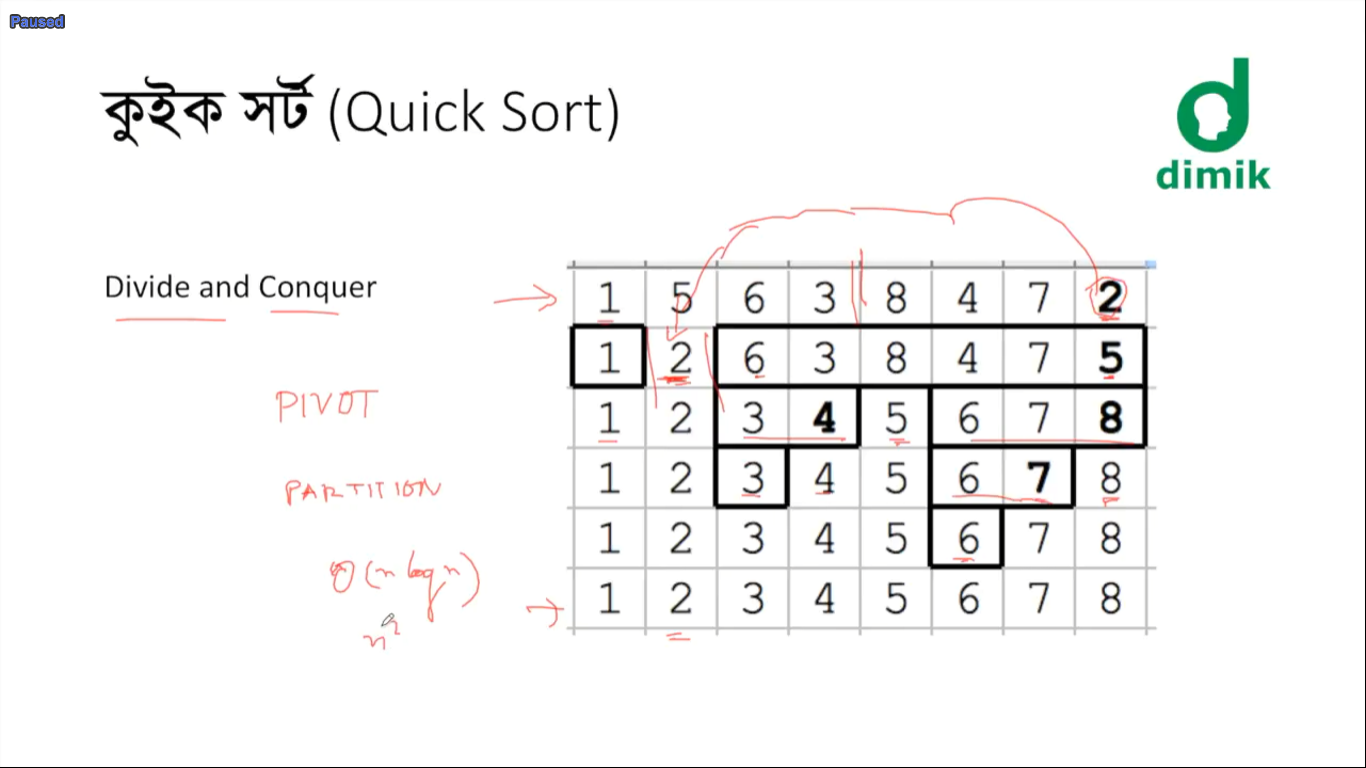 Paused
কুইক সর্ট (Quick Sort)
dimik
Divide and Conquer
PIVOT
PARTITION
O(n log n)
n²
1 5 6 3 8 4 7 2
1 2 6 3 8 4 7 5
1 2 3 4 5 6 7 8
1 2 3 4 5 6 7 8
1 2 3 4 5 6 7 8
1 2 3 4 5 6 7 8